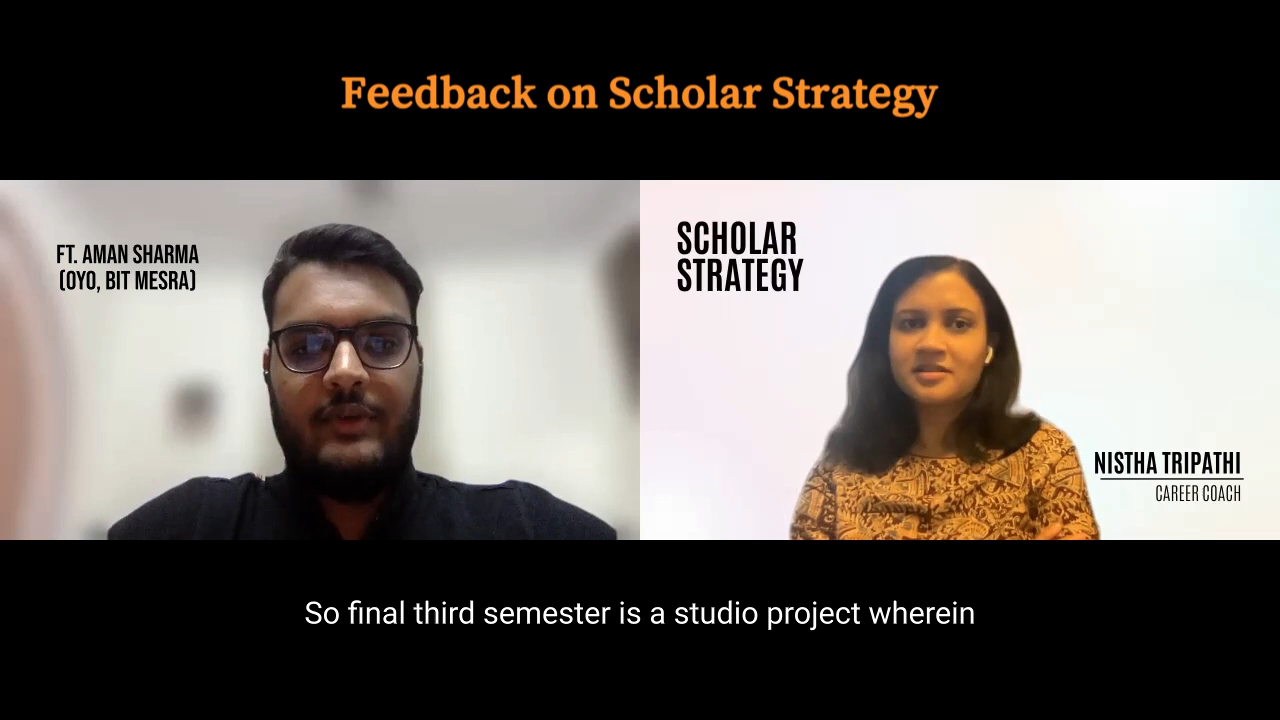 Feedback on Scholar Strategy
FT. AMAN SHARMA
(OYO, BIT MESRA)
SCHOLAR
STRATEGY
NISTHA TRIPATHI
CAREER COACH
So final third semester is a studio project wherein